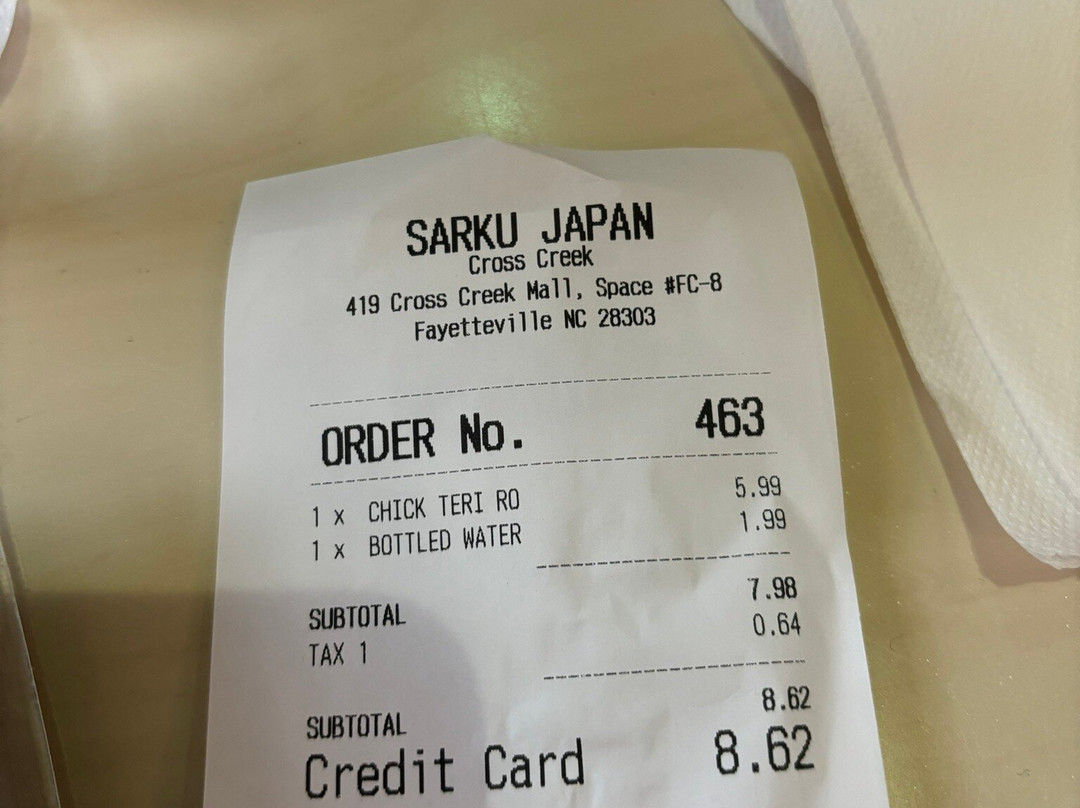 SARKU JAPAN
Cross Creek
419 Cross Creek Mall, Space #FC-8
Fayetteville NC 28303
ORDER No. 463
1 x CHICK TERI RO 5.99
1 x BOTTLED WATER 1.99
SUBTOTAL 7.98
TAX 1 0.64
SUBTOTAL 8.62
Credit Card 8.62